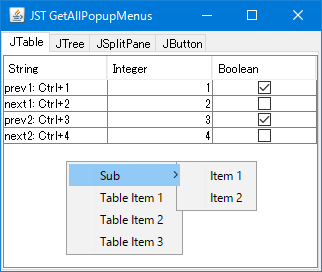 JST GetAllPopupMenus
JTable JTree JSplitPane JButton
String Integer Boolean
prev1: Ctrl+1 1
next1: Ctrl+2 2
prev2: Ctrl+3 3
next2: Ctrl+4 4
Sub Item 1
Table Item 1 Item 2
Table Item 2
Table Item 3